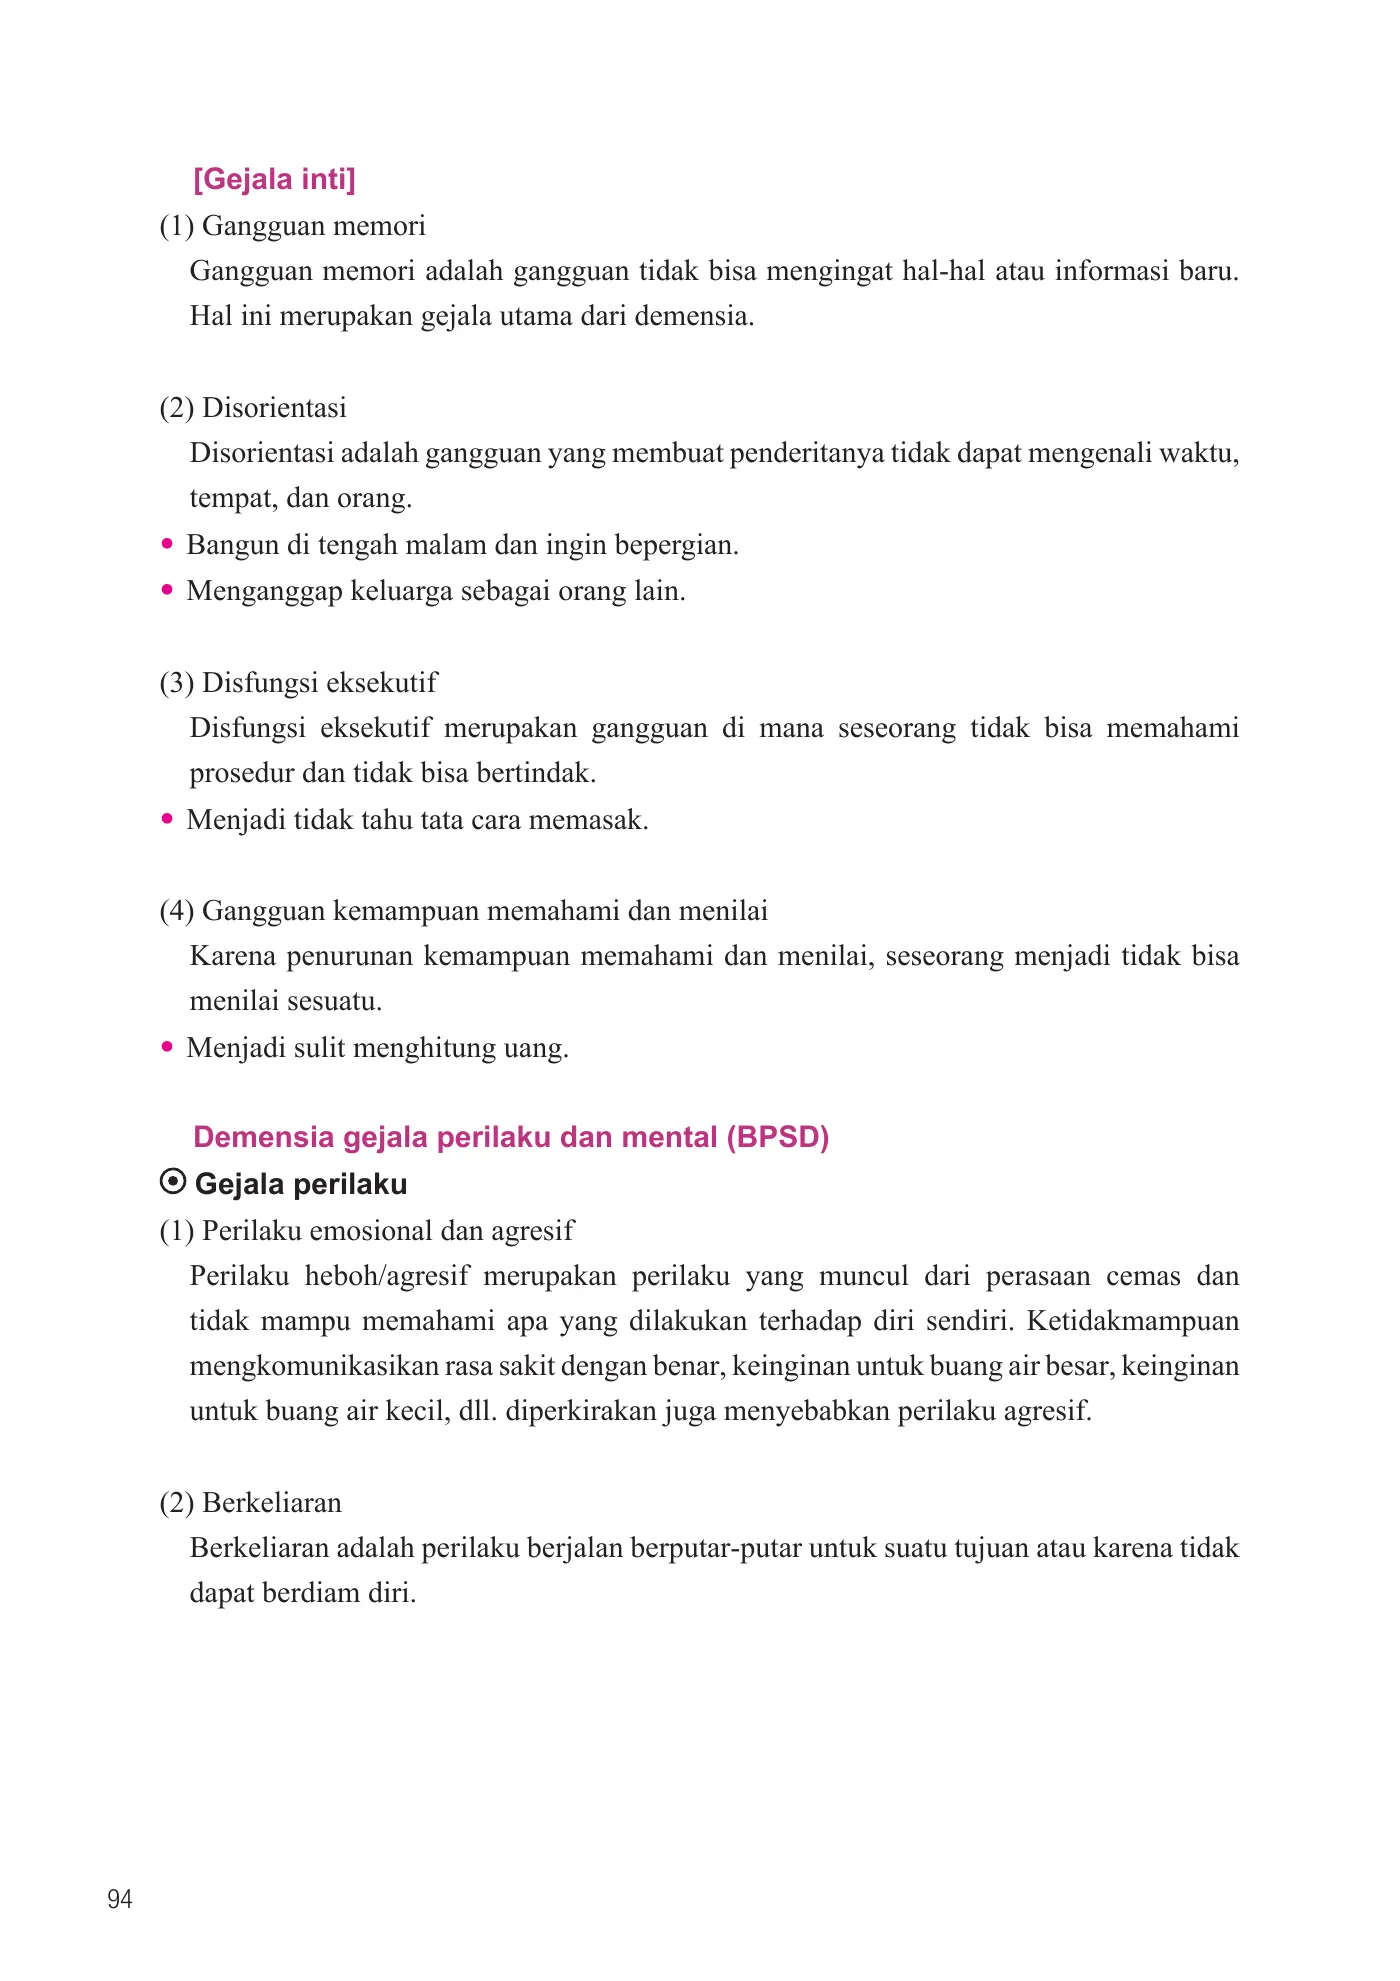 [Gejala inti]
(1) Gangguan memori
Gangguan memori adalah gangguan tidak bisa mengingat hal-hal atau informasi baru.
Hal ini merupakan gejala utama dari demensia.
(2) Disorientasi
Disorientasi adalah gangguan yang membuat penderitanya tidak dapat mengenali waktu,
tempat, dan orang.
• Bangun di tengah malam dan ingin bepergian.
• Menganggap keluarga sebagai orang lain.
(3) Disfungsi eksekutif
Disfungsi eksekutif merupakan gangguan di mana seseorang tidak bisa memahami
prosedur dan tidak bisa bertindak.
• Menjadi tidak tahu tata cara memasak.
(4) Gangguan kemampuan memahami dan menilai
Karena penurunan kemampuan memahami dan menilai, seseorang menjadi tidak bisa
menilai sesuatu.
• Menjadi sulit menghitung uang.
Demensia gejala perilaku dan mental (BPSD)
⦿ Gejala perilaku
(1) Perilaku emosional dan agresif
Perilaku heboh/agresif merupakan perilaku yang muncul dari perasaan cemas dan
tidak mampu memahami apa yang dilakukan terhadap diri sendiri. Ketidakmampuan
mengkomunikasikan rasa sakit dengan benar, keinginan untuk buang air besar, keinginan
untuk buang air kecil, dll. diperkirakan juga menyebabkan perilaku agresif.
(2) Berkeliaran
Berkeliaran adalah perilaku berjalan berputar-putar untuk suatu tujuan atau karena tidak
dapat berdiam diri.
94